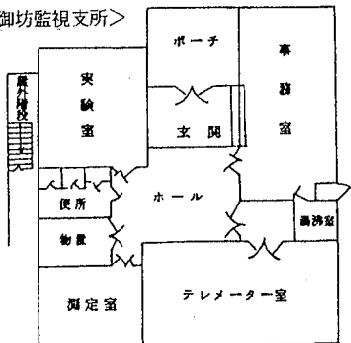 御坊監視支所＞
ポーチ
事務室
実験室
屋外階段
玄関
ホール
便所
物置
湯沸室
測定室
テレメーター室